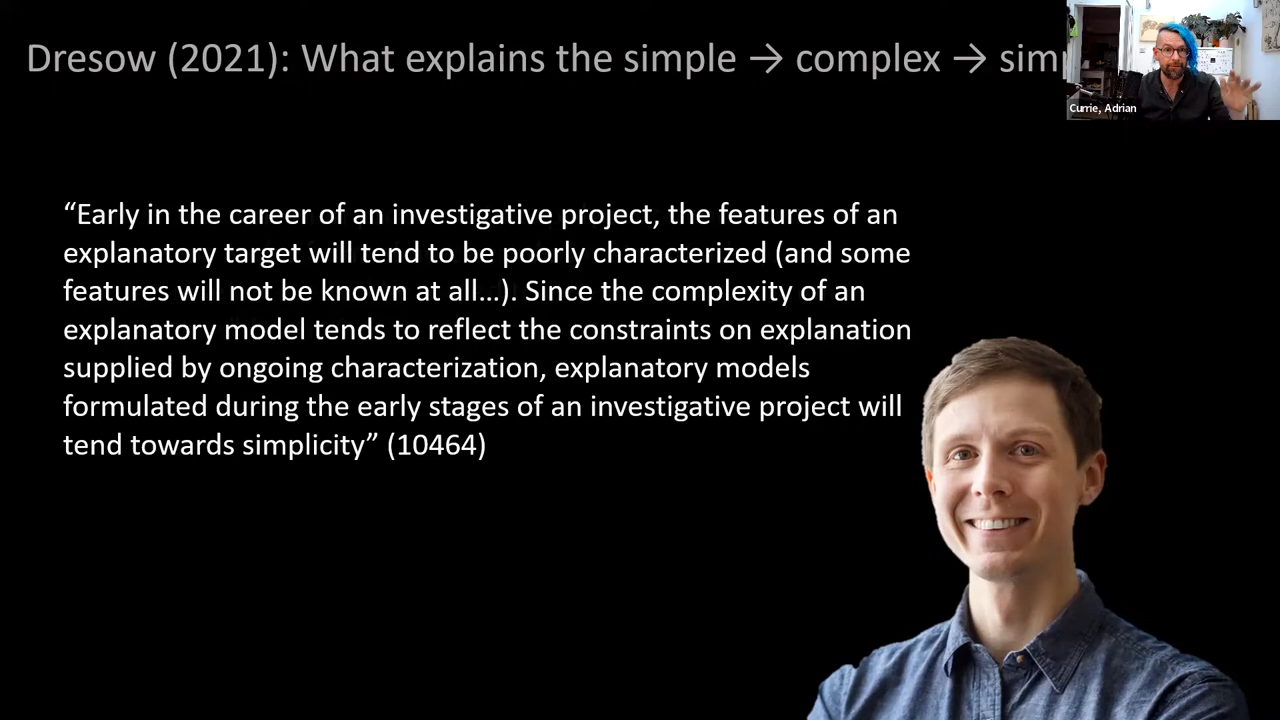 Dresow (2021): What explains the simple → complex → simp
Currie, Adrian
“Early in the career of an investigative project, the features of an
explanatory target will tend to be poorly characterized (and some
features will not be known at all…). Since the complexity of an
explanatory model tends to reflect the constraints on explanation
supplied by ongoing characterization, explanatory models
formulated during the early stages of an investigative project will
tend towards simplicity” (10464)